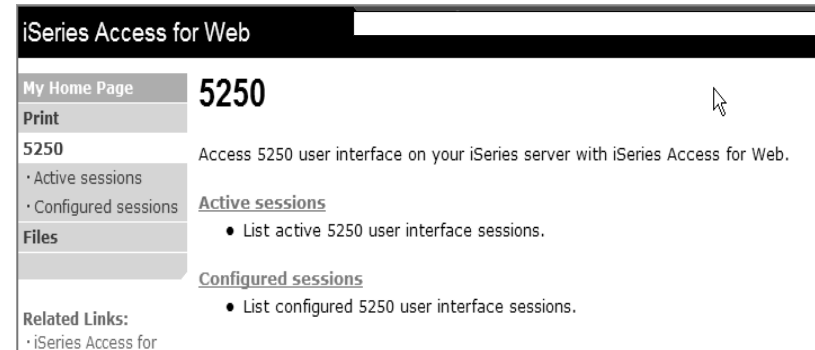 iSeries Access for Web
My Home Page
Print
5250
· Active sessions
· Configured sessions
Files
Related Links:
· iSeries Access for
5250
Access 5250 user interface on your iSeries server with iSeries Access for Web.
Active sessions
● List active 5250 user interface sessions.
Configured sessions
● List configured 5250 user interface sessions.